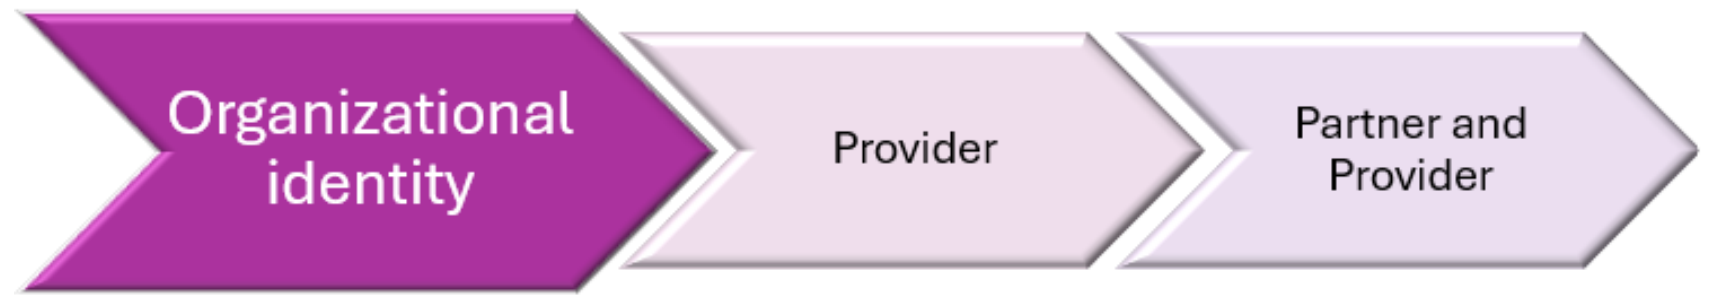 Organizational
identity
Provider
Partner and
Provider